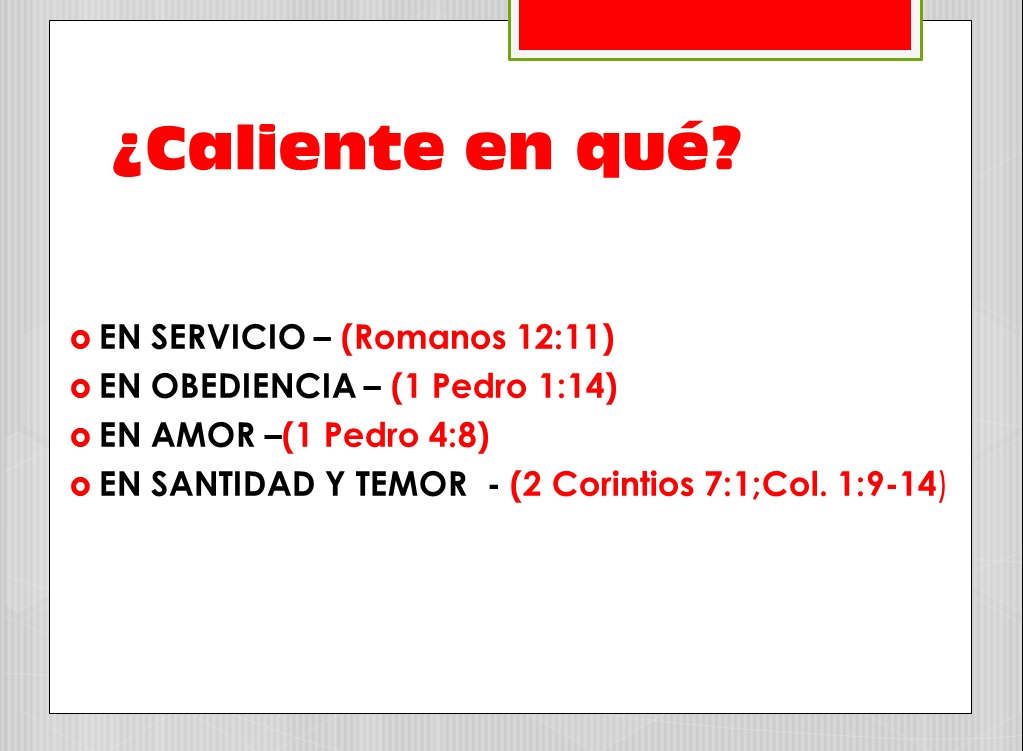 ¿Caliente en qué?
EN SERVICIO – (Romanos 12:11)
EN OBEDIENCIA – (1 Pedro 1:14)
EN AMOR –(1 Pedro 4:8)
EN SANTIDAD Y TEMOR - (2 Corintios 7:1;Col. 1:9-14)